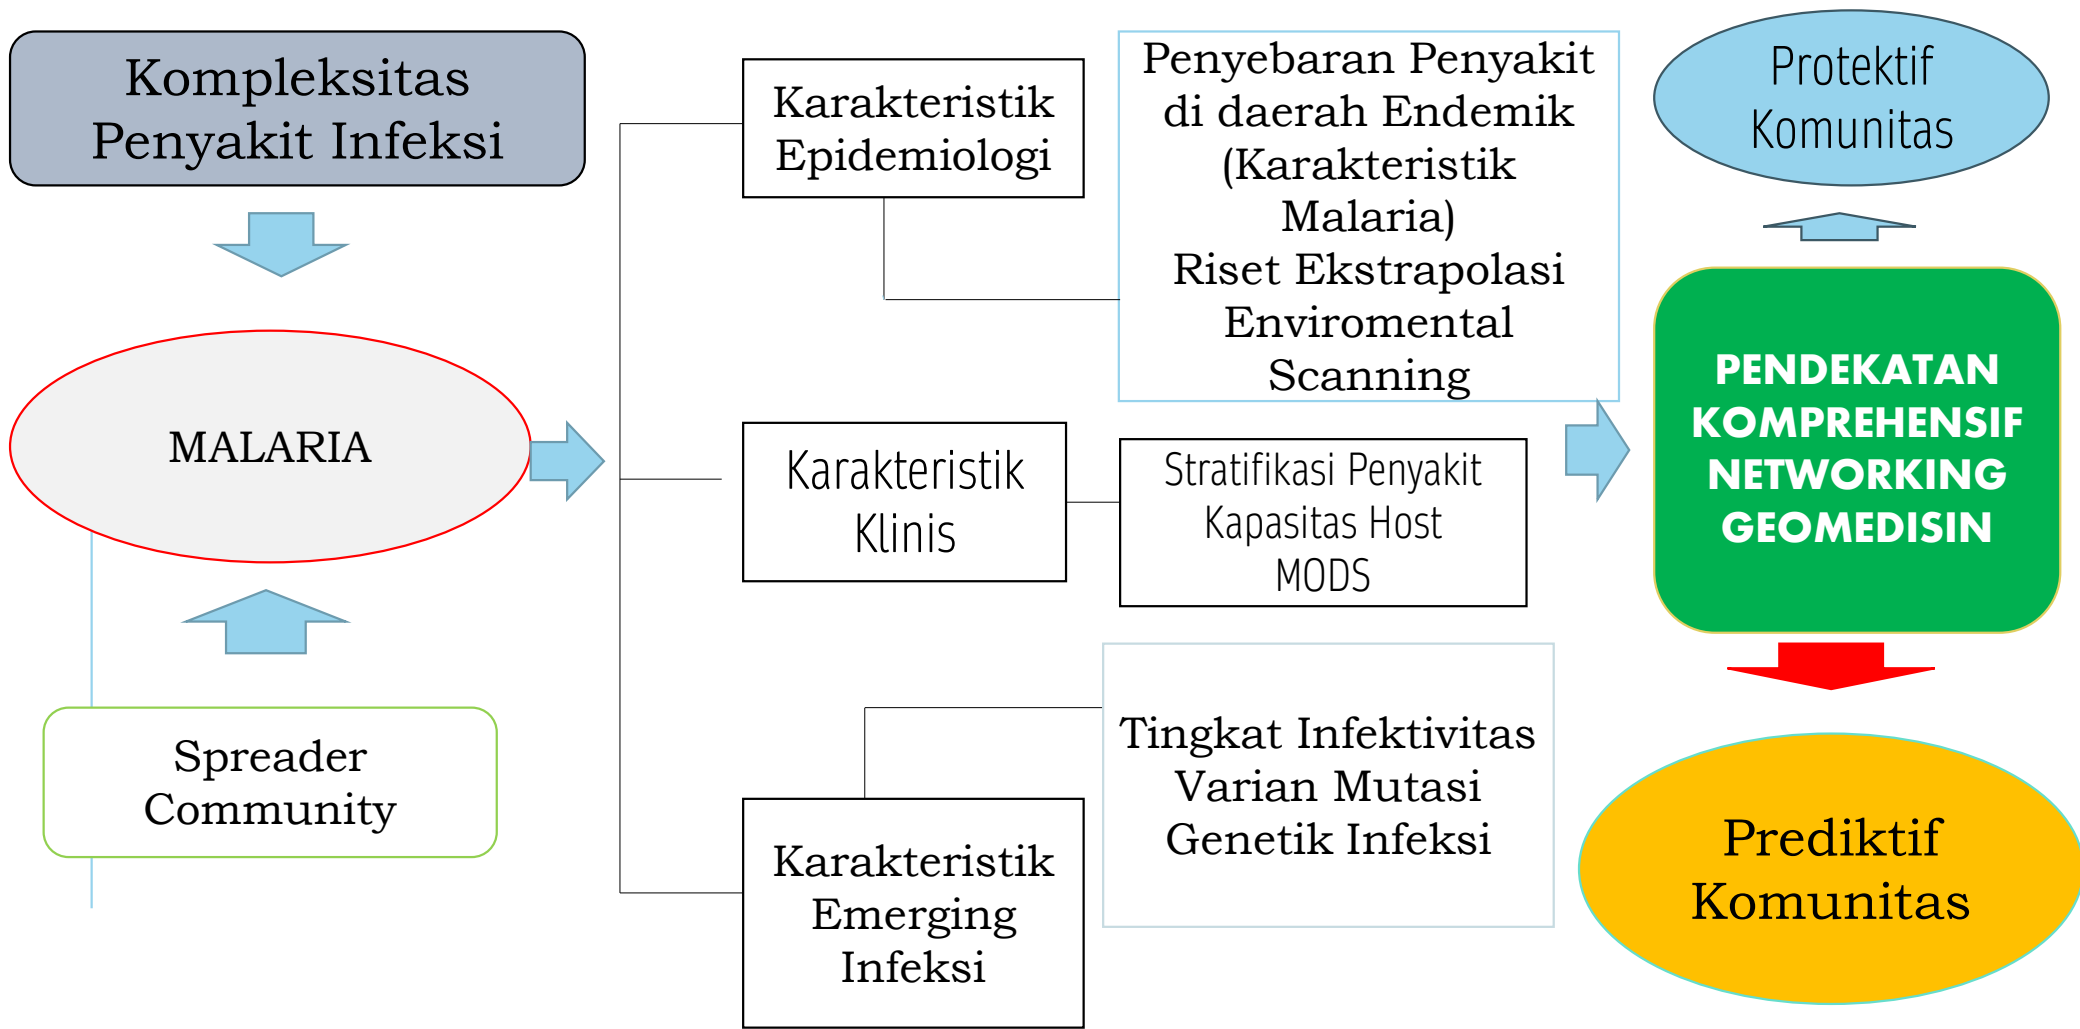 Kompleksitas
Penyakit Infeksi
MALARIA
Spreader
Community
Karakteristik
Epidemiologi
Penyebaran Penyakit
di daerah Endemik
(Karakteristik
Malaria)
Riset Ekstrapolasi
Enviromental
Scanning
Karakteristik
Klinis
Stratifikasi Penyakit
Kapasitas Host
MODS
Karakteristik
Emerging
Infeksi
Tingkat Infektivitas
Varian Mutasi
Genetik Infeksi
Protektif
Komunitas
PENDEKATAN
KOMPREHENSIF
NETWORKING
GEOMEDISIN
Prediktif
Komunitas